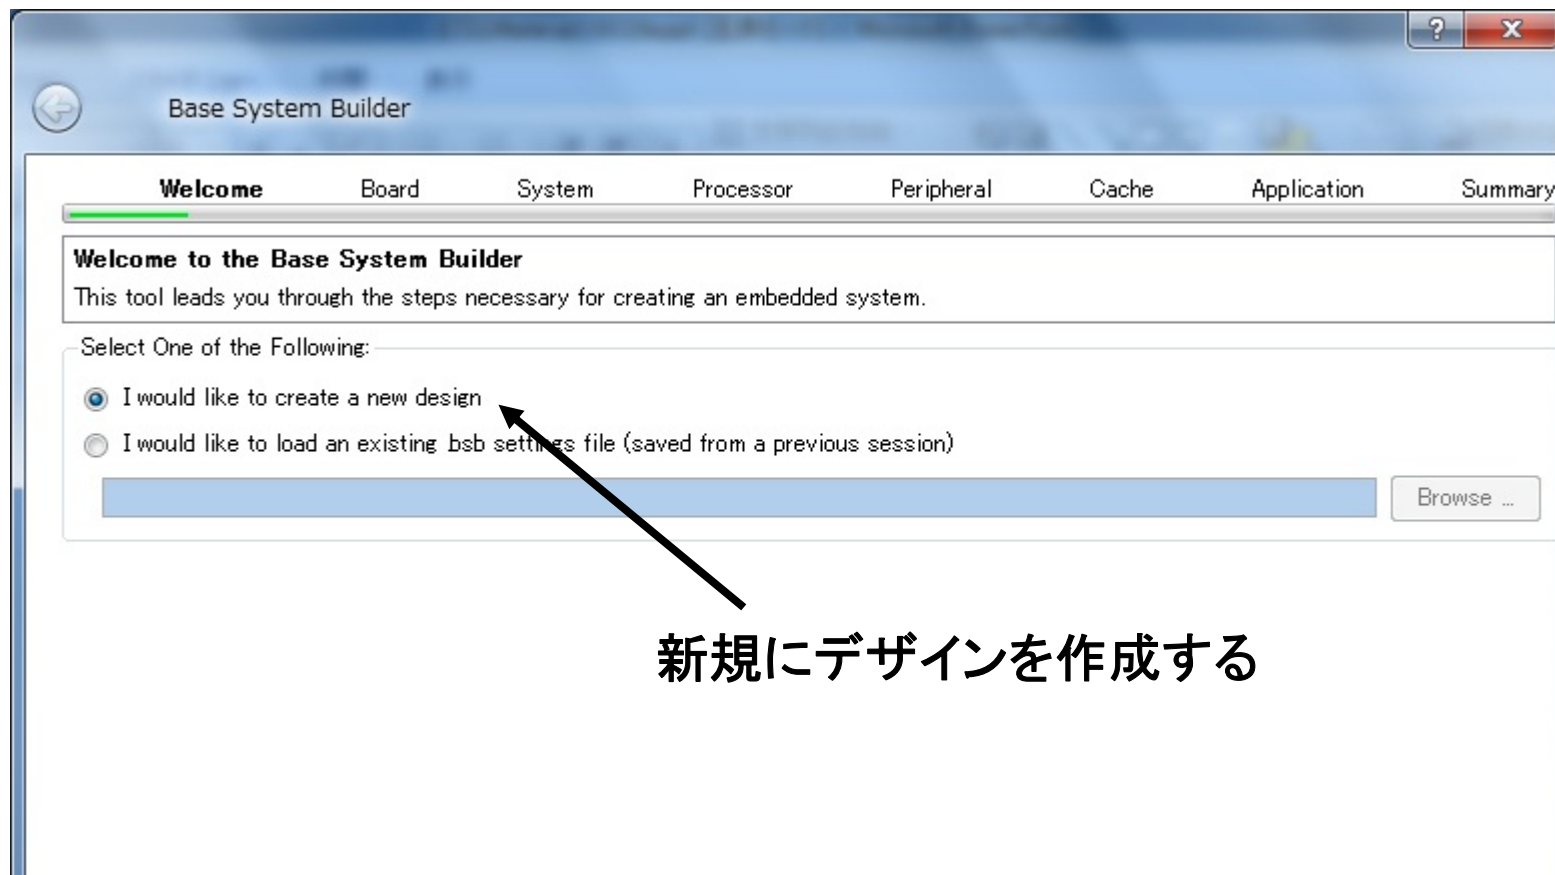 Base System Builder
Welcome Board System Processor Peripheral Cache Application Summary
Welcome to the Base System Builder
This tool leads you through the steps necessary for creating an embedded system.
Select One of the Following:
I would like to create a new design
I would like to load an existing .bsb settings file (saved from a previous session)
Browse ...
新規にデザインを作成する